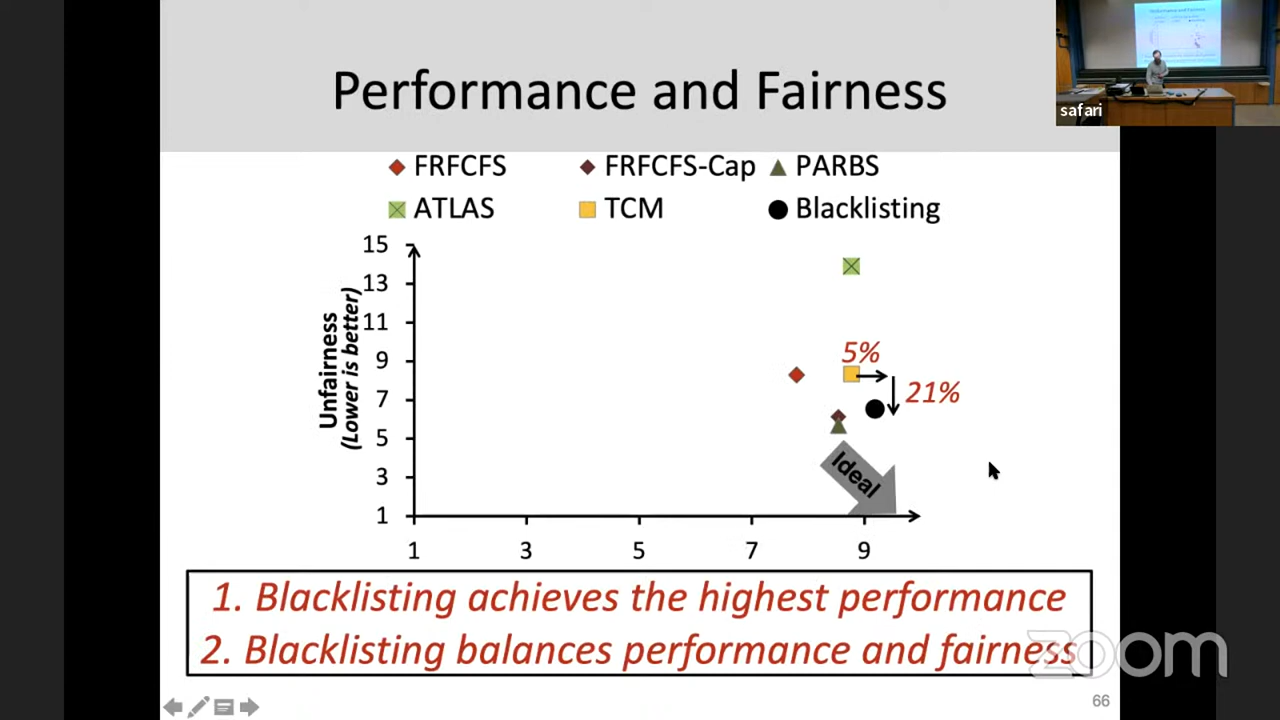 Performance and Fairness
safari
FRFCFS FRFCFS-Cap PARBS
ATLAS TCM Blacklisting
15
13
11
9
7
5
3
1
Unfairness
(Lower is better)
5%
21%
Ideal
1 3 5 7 9
1. Blacklisting achieves the highest performance
2. Blacklisting balances performance and fairness
zoom
66